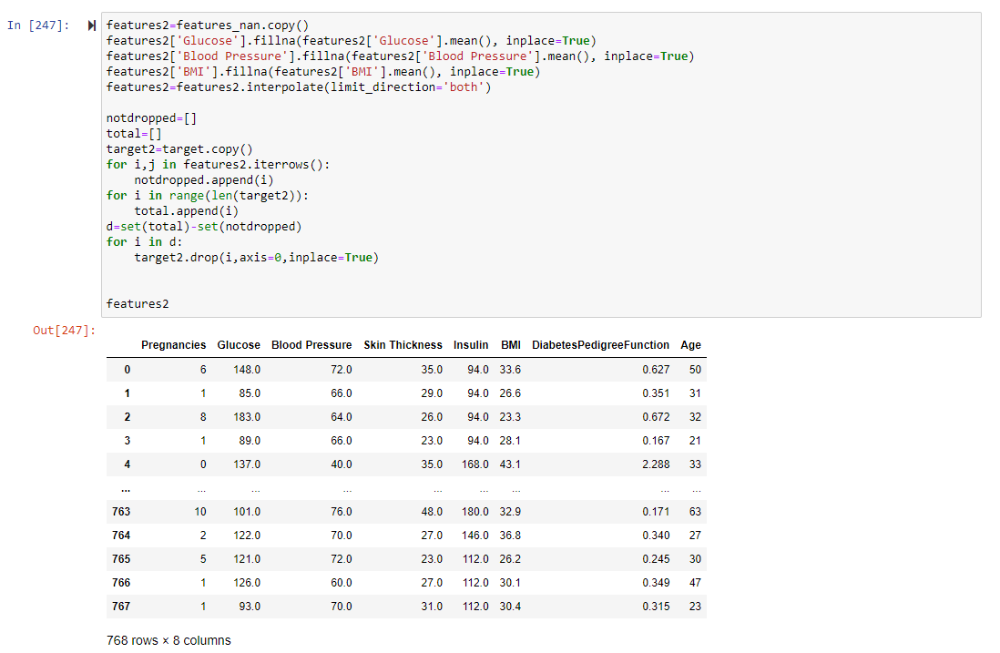 In [247]:
features2=features_nan.copy()
features2['Glucose'].fillna(features2['Glucose'].mean(), inplace=True)
features2['Blood Pressure'].fillna(features2['Blood Pressure'].mean(), inplace=True)
features2['BMI'].fillna(features2['BMI'].mean(), inplace=True)
features2=features2.interpolate(limit_direction='both')
notdropped=[]
total=[]
target2=target.copy()
for i,j in features2.iterrows():
    notdropped.append(i)
for i in range(len(target2)):
    total.append(i)
d=set(total)-set(notdropped)
for i in d:
    target2.drop(i,axis=0,inplace=True)
features2
Out[247]:
Pregnancies Glucose Blood Pressure Skin Thickness Insulin BMI DiabetesPedigreeFunction Age
0 6 148.0 72.0 35.0 94.0 33.6 0.627 50
1 1 85.0 66.0 29.0 94.0 26.6 0.351 31
2 8 183.0 64.0 26.0 94.0 23.3 0.672 32
3 1 89.0 66.0 23.0 94.0 28.1 0.167 21
4 0 137.0 40.0 35.0 168.0 43.1 2.288 33
... ... ... ... ... ... ... ... ...
763 10 101.0 76.0 48.0 180.0 32.9 0.171 63
764 2 122.0 70.0 27.0 146.0 36.8 0.340 27
765 5 121.0 72.0 23.0 112.0 26.2 0.245 30
766 1 126.0 60.0 27.0 112.0 30.1 0.349 47
767 1 93.0 70.0 31.0 112.0 30.4 0.315 23
768 rows × 8 columns